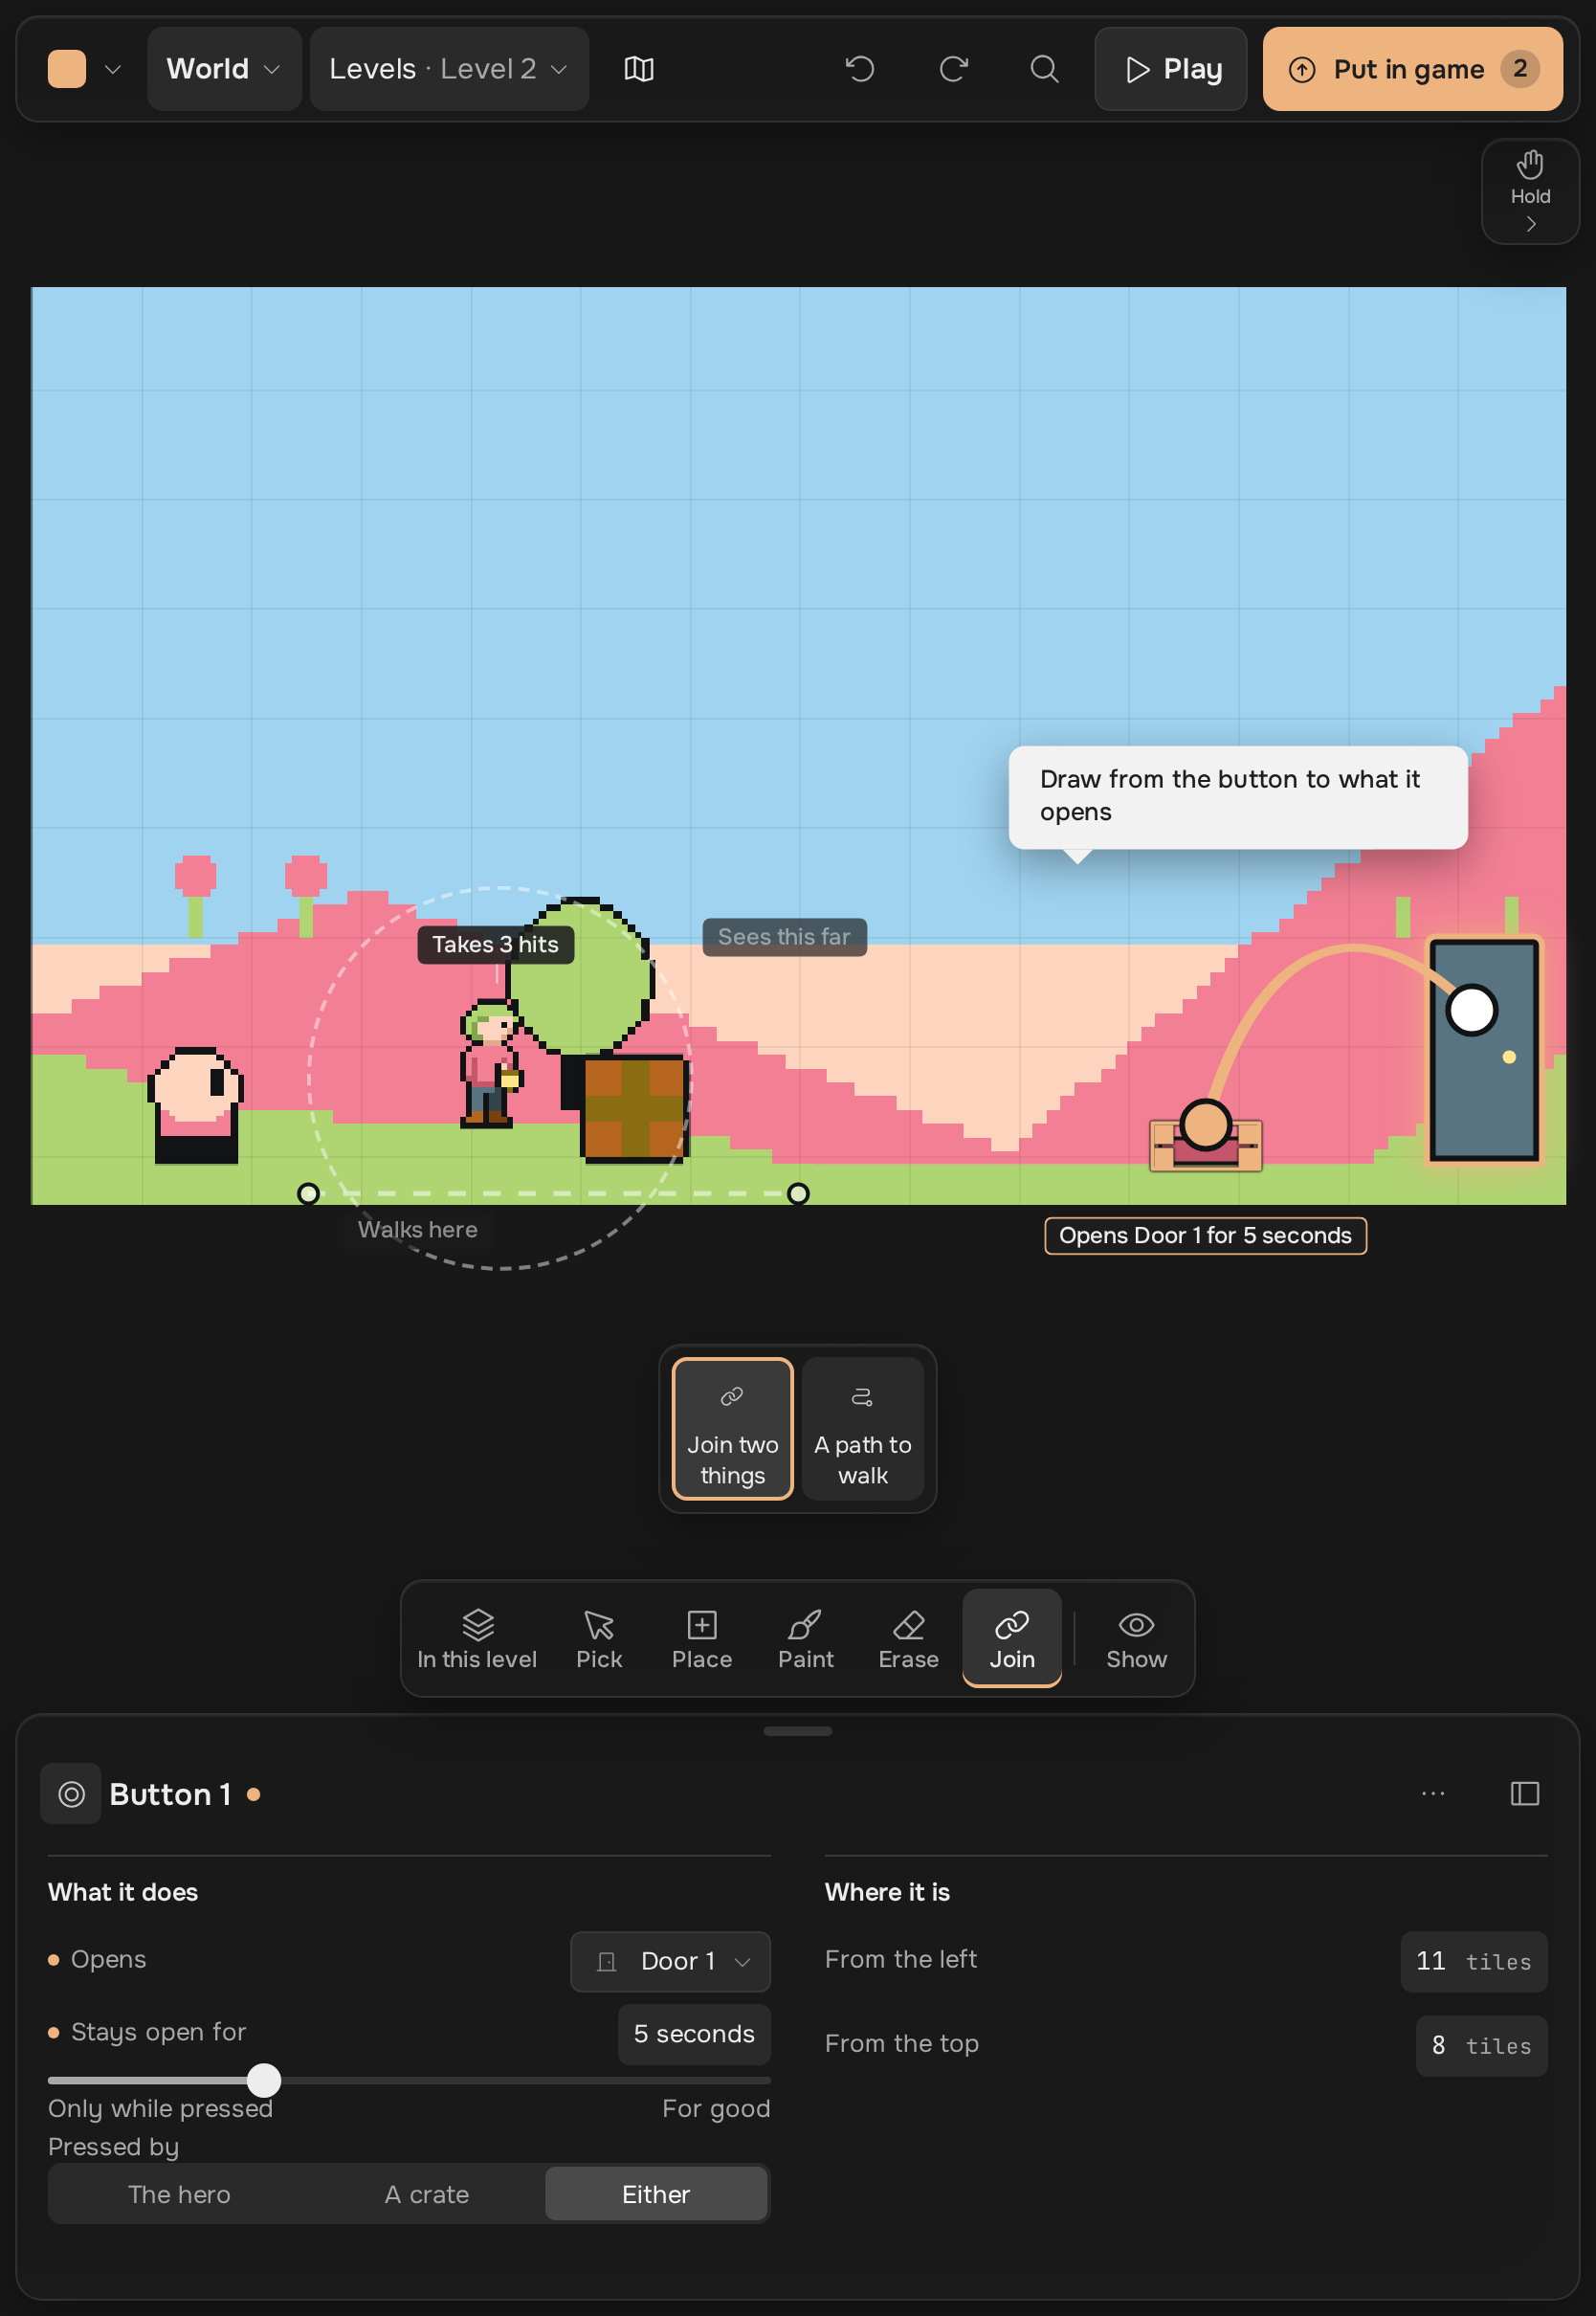 World
Levels · Level 2
Play
Put in game 2
Hold
Draw from the button to what it
opens
Takes 3 hits
Sees this far
Walks here
Opens Door 1 for 5 seconds
Join two
things
A path to
walk
In this level
Pick
Place
Paint
Erase
Join
Show
Button 1
What it does
Opens
Door 1
Stays open for
5 seconds
Only while pressed
For good
Pressed by
The hero
A crate
Either
Where it is
From the left
11 tiles
From the top
8 tiles